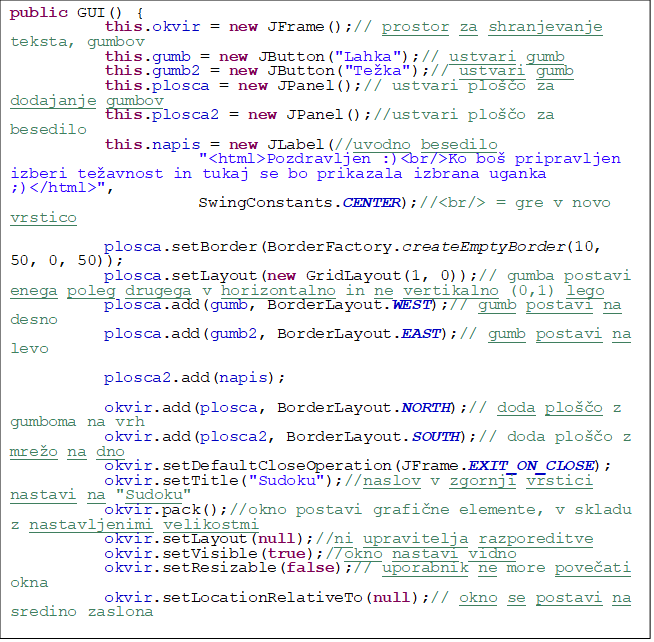 public GUI() {
this.okvir = new JFrame();// prostor za shranjevanje
teksta, gumbov
this.gumb = new JButton("Lahka");// ustvari gumb
this.gumb2 = new JButton("Težka");// ustvari gumb
this.plosca = new JPanel();// ustvari ploščo za
dodajanje gumbov
this.plosca2 = new JPanel();//ustvari ploščo za
besedilo
this.napis = new JLabel(//uvodno besedilo
"<html>Pozdravljen :)<br/>Ko boš pripravljen
izberi težavnost in tukaj se bo prikazala izbrana uganka
;)</html>",
SwingConstants.CENTER);//<br/> = gre v novo
vrstico
plosca.setBorder(BorderFactory.createEmptyBorder(10,
50, 0, 50));
plosca.setLayout(new GridLayout(1, 0));// gumba postavi
enega poleg drugega v horizontalno in ne vertikalno (0,1) lego
plosca.add(gumb, BorderLayout.WEST);// gumb postavi na
desno
plosca.add(gumb2, BorderLayout.EAST);// gumb postavi na
levo
plosca2.add(napis);
okvir.add(plosca, BorderLayout.NORTH);// doda ploščo z
gumboma na vrh
okvir.add(plosca2, BorderLayout.SOUTH);// doda ploščo z
mrežo na dno
okvir.setDefaultCloseOperation(JFrame.EXIT_ON_CLOSE);
okvir.setTitle("Sudoku");//naslov v zgornji vrstici
nastavi na "Sudoku"
okvir.pack();//okno postavi grafične elemente, v skladu
z nastavljenimi velikostmi
okvir.setLayout(null);//ni upravitelja razporeditve
okvir.setVisible(true);//okno nastavi vidno
okvir.setResizable(false);// uporabnik ne more povečati
okna
okvir.setLocationRelativeTo(null);// okno se postavi na
sredino zaslona